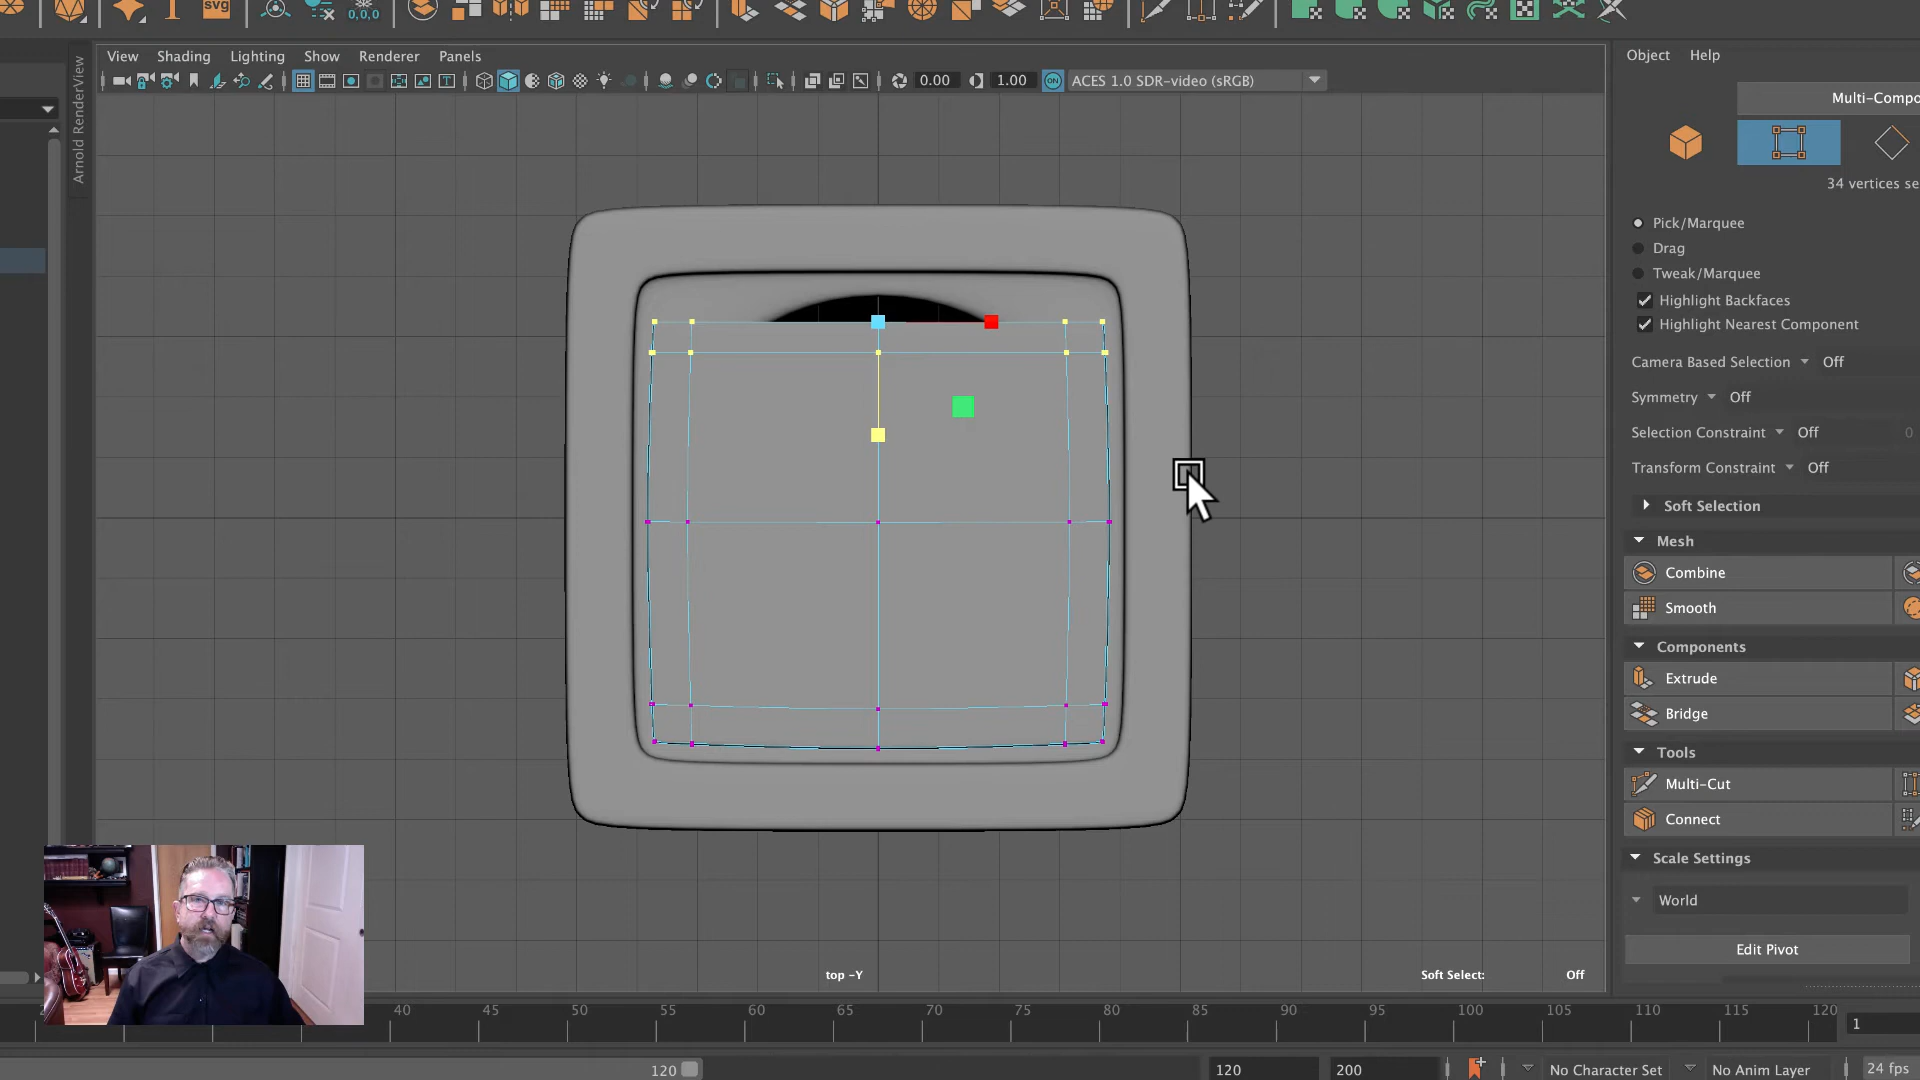 svg
0,0,0
Arnold RenderView
View Shading Lighting Show Renderer Panels
0.00 1.00 ON ACES 1.0 SDR-video (sRGB)
Object Help
Multi-Compo
34 vertices se
Pick/Marquee
Drag
Tweak/Marquee
Highlight Backfaces
Highlight Nearest Component
Camera Based Selection Off
Symmetry Off
Selection Constraint Off 0
Transform Constraint Off
Soft Selection
Mesh
Combine
Smooth
Components
Extrude
Bridge
Tools
Multi-Cut
Connect
Scale Settings
World
Edit Pivot
top -Y
Soft Select: Off
40 45 50 55 60 65 70 75 80 85 90 95 100 105 110 115 120 1
120 120 200 No Character Set No Anim Layer 24 fps